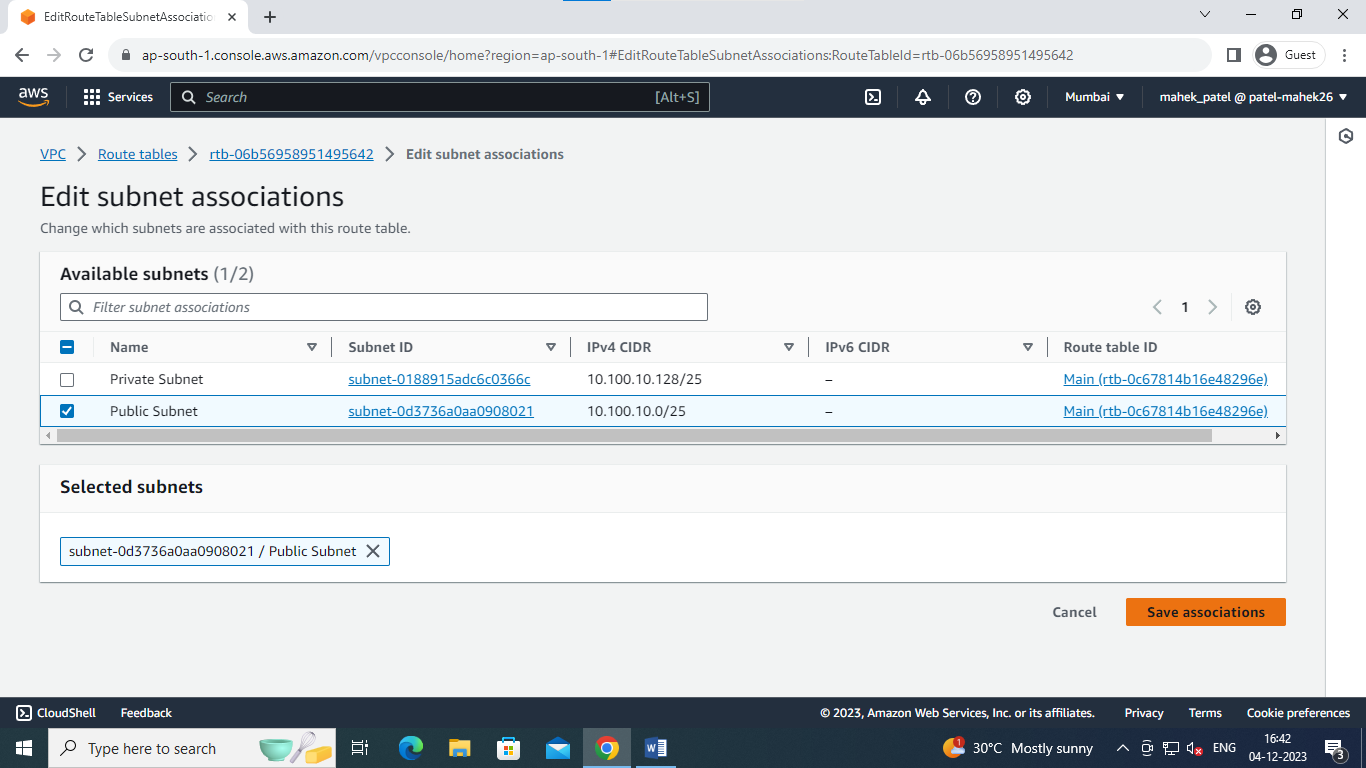 EditRouteTableSubnetAssociatio
ap-south-1.console.aws.amazon.com/vpcconsole/home?region=ap-south-1#EditRouteTableSubnetAssociations:RouteTableId=rtb-06b56958951495642
Guest
aws
Services
Search
[Alt+S]
Mumbai
mahek_patel @ patel-mahek26
VPC
Route tables
rtb-06b56958951495642
Edit subnet associations
Edit subnet associations
Change which subnets are associated with this route table.
Available subnets (1/2)
Filter subnet associations
1
Name Subnet ID IPv4 CIDR IPv6 CIDR Route table ID
Private Subnet subnet-0188915adc6c0366c 10.100.10.128/25 – Main (rtb-0c67814b16e48296e)
Public Subnet subnet-0d3736a0aa0908021 10.100.10.0/25 – Main (rtb-0c67814b16e48296e)
Selected subnets
subnet-0d3736a0aa0908021 / Public Subnet
Cancel
Save associations
CloudShell Feedback © 2023, Amazon Web Services, Inc. or its affiliates. Privacy Terms Cookie preferences
Type here to search
1
30°C Mostly sunny
ENG
16:42
04-12-2023
3